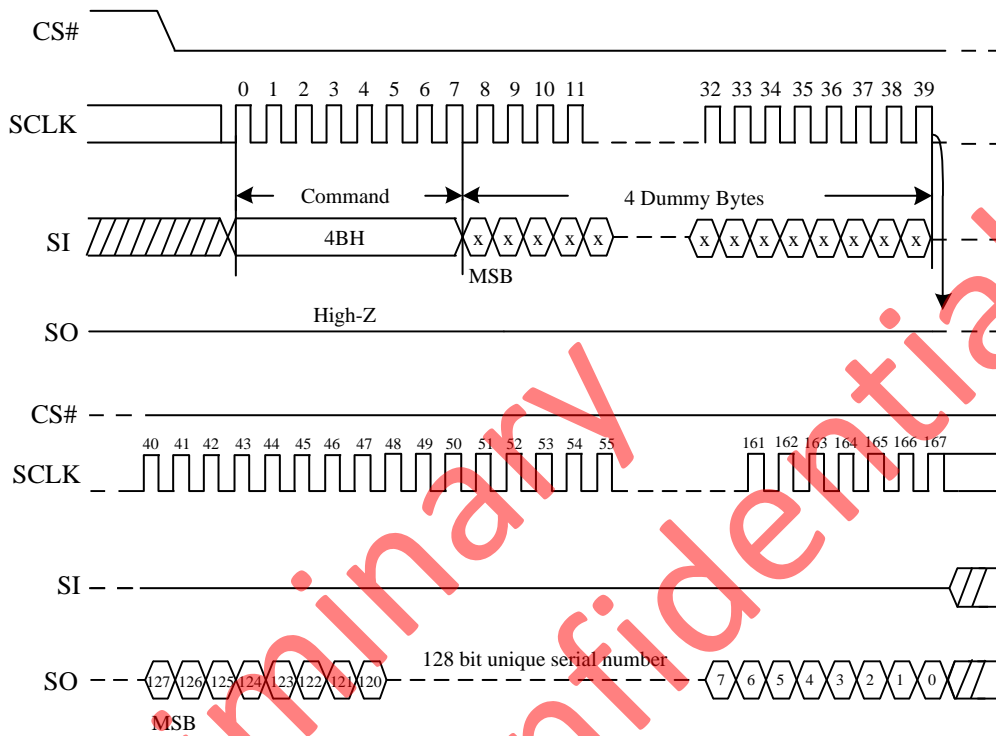 CS#
0 1 2 3 4 5 6 7 8 9 10 11 32 33 34 35 36 37 38 39
SCLK
Command 4 Dummy Bytes
SI 4BH x x x x x x x x x x x x x
MSB
High-Z
SO
CS#
40 41 42 43 44 45 46 47 48 49 50 51 52 53 54 55 161 162 163 164 165 166 167
SCLK
SI
128 bit unique serial number
SO 127 126 125 124 123 122 121 120 7 6 5 4 3 2 1 0
MSB
iminary
nfidential